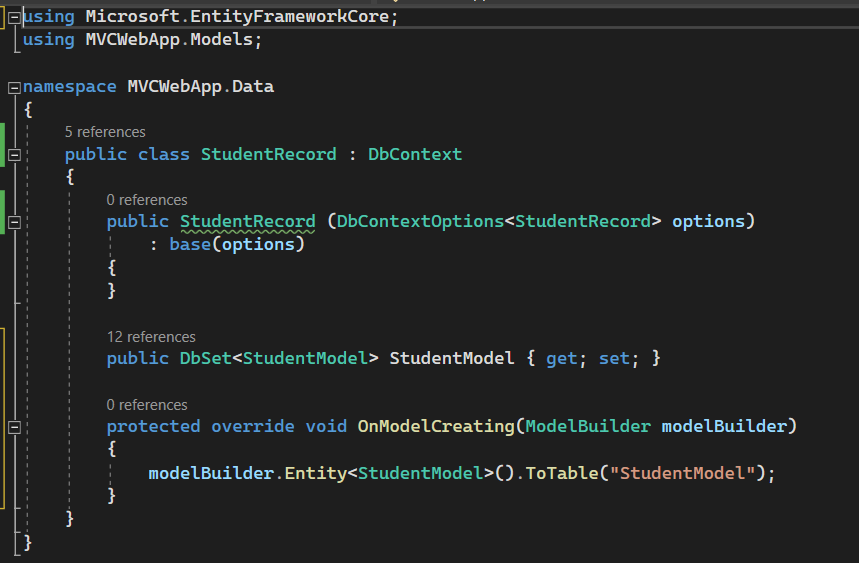 using Microsoft.EntityFrameworkCore;
using MVCWebApp.Models;
namespace MVCWebApp.Data
{
5 references
public class StudentRecord : DbContext
{
0 references
public StudentRecord (DbContextOptions<StudentRecord> options)
: base(options)
{
}
12 references
public DbSet<StudentModel> StudentModel { get; set; }
0 references
protected override void OnModelCreating(ModelBuilder modelBuilder)
{
modelBuilder.Entity<StudentModel>().ToTable("StudentModel");
}
}
}